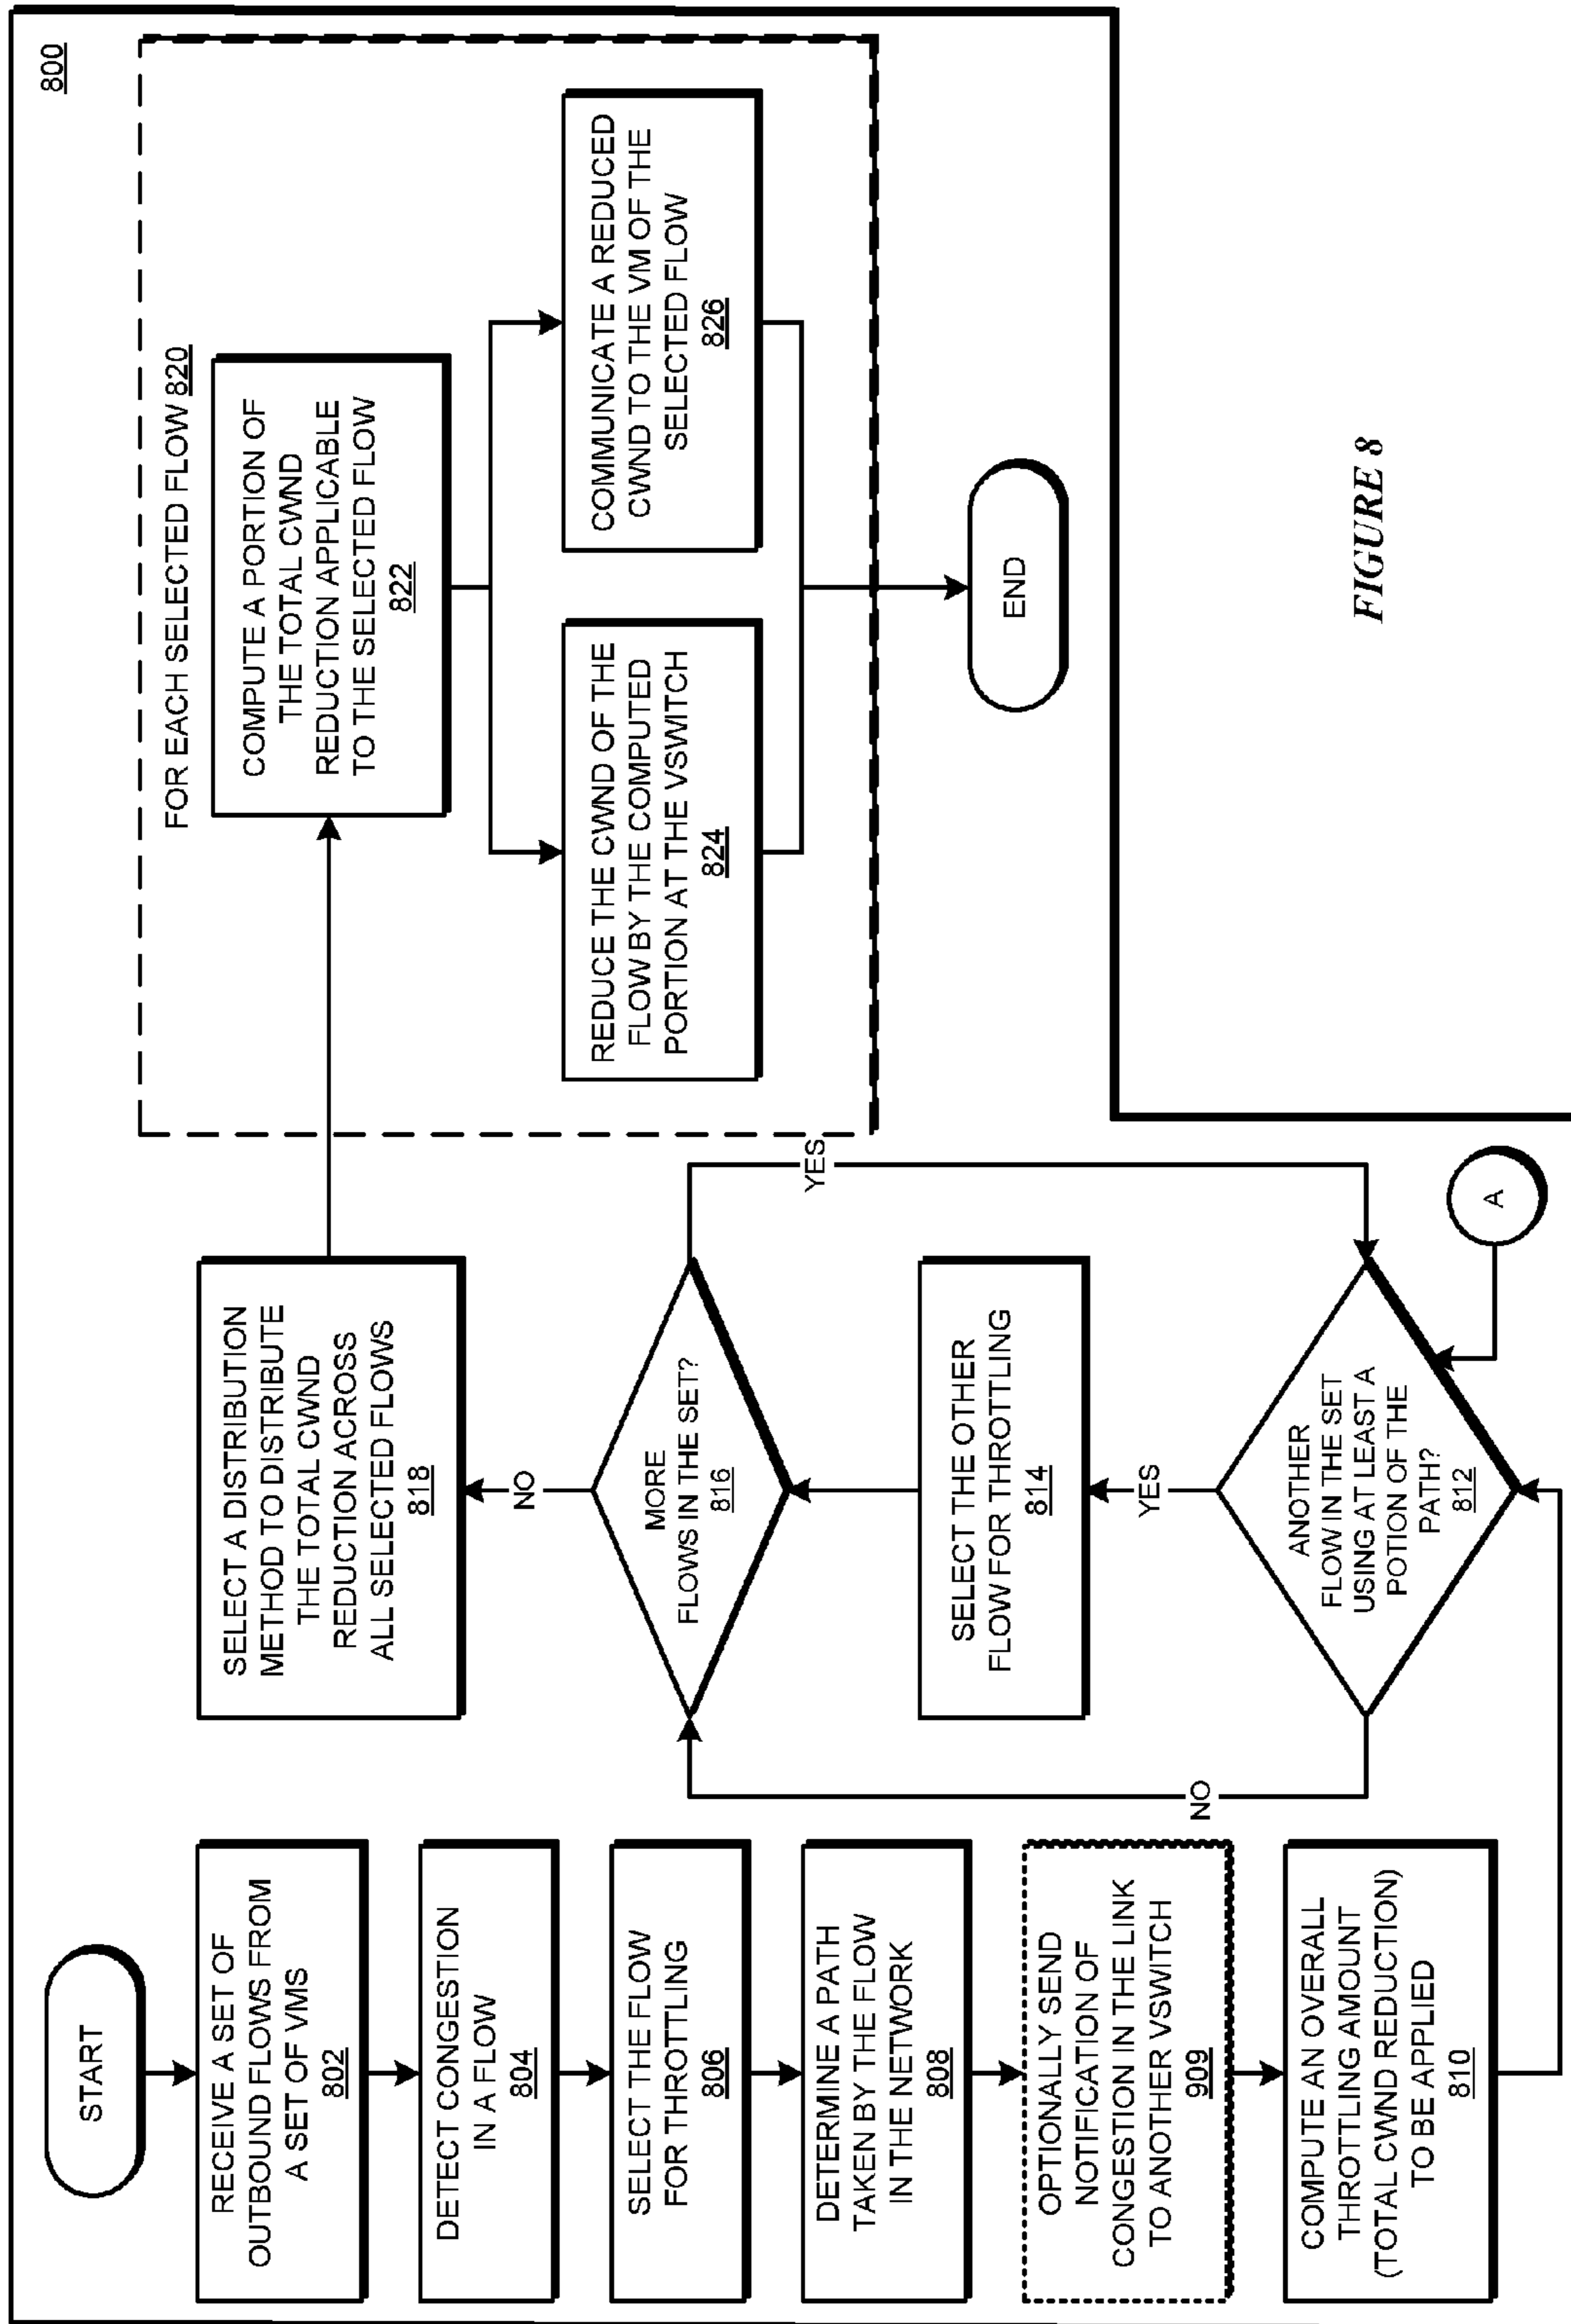 800
START
RECEIVE A SET OF
OUTBOUND FLOWS FROM
A SET OF VMS
802
DETECT CONGESTION
IN A FLOW
804
SELECT THE FLOW
FOR THROTTLING
806
DETERMINE A PATH
TAKEN BY THE FLOW
IN THE NETWORK
808
OPTIONALLY SEND
NOTIFICATION OF
CONGESTION IN THE LINK
TO ANOTHER VSWITCH
909
COMPUTE AN OVERALL
THROTTLING AMOUNT
(TOTAL CWND REDUCTION)
TO BE APPLIED
810
SELECT A DISTRIBUTION
METHOD TO DISTRIBUTE
THE TOTAL CWND
REDUCTION ACROSS
ALL SELECTED FLOWS
818
NO
MORE
FLOWS IN THE SET?
816
YES
SELECT THE OTHER
FLOW FOR THROTTLING
814
YES
NO
ANOTHER
FLOW IN THE SET
USING AT LEAST A
POTION OF THE
PATH?
812
A
FOR EACH SELECTED FLOW 820
COMPUTE A PORTION OF
THE TOTAL CWND
REDUCTION APPLICABLE
TO THE SELECTED FLOW
822
REDUCE THE CWND OF THE
FLOW BY THE COMPUTED
PORTION AT THE VSWITCH
824
COMMUNICATE A REDUCED
CWND TO THE VM OF THE
SELECTED FLOW
826
END
FIGURE 8